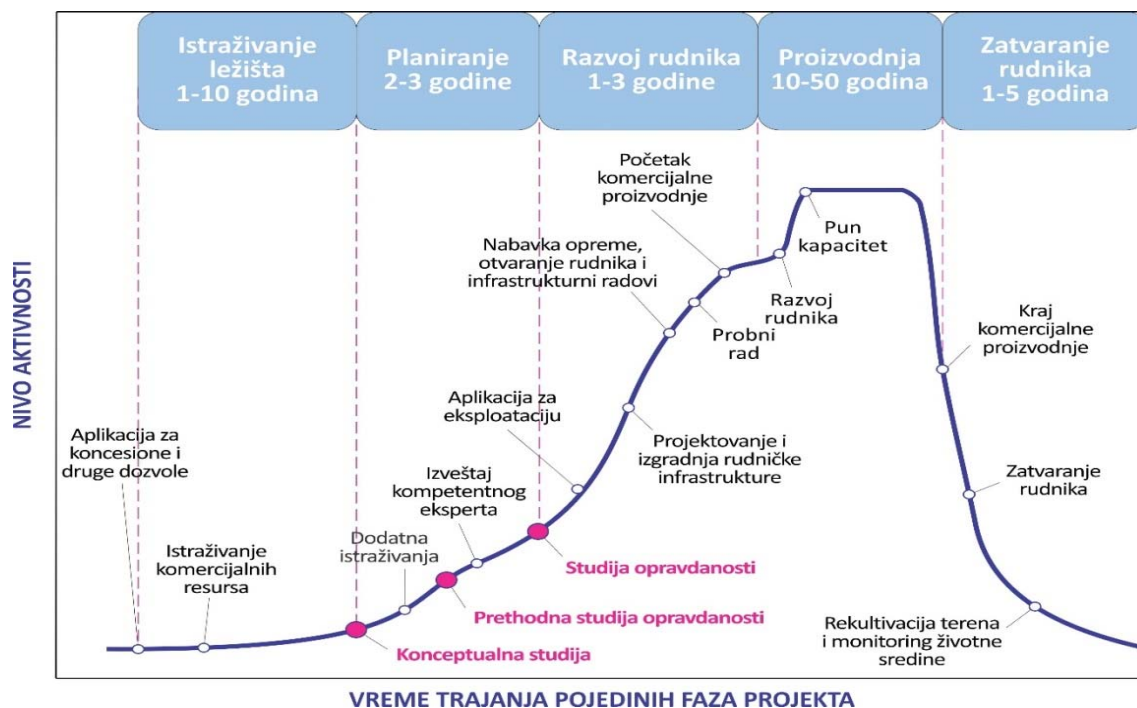 Istraživanje
ležišta
1-10 godina
Planiranje
2-3 godine
Razvoj rudnika
1-3 godine
Proizvodnja
10-50 godina
Zatvaranje
rudnika
1-5 godina
NIVO AKTIVNOSTI
Aplikacija za
koncesione i
druge dozvole
Istraživanje
komercijalnih
resursa
Konceptualna studija
Dodatna
istraživanja
Prethodna studija opravdanosti
Izveštaj
kompetentnog
eksperta
Studija opravdanosti
Aplikacija za
eksploataciju
Projektovanje i
izgradnja rudničke
infrastrukture
Nabavka opreme,
otvaranje rudnika i
infrastrukturni radovi
Probni
rad
Početak
komercijalne
proizvodnje
Razvoj
rudnika
Pun
kapacitet
Kraj
komercijalne
proizvodnje
Zatvaranje
rudnika
Rekultivacija terena
i monitoring životne
sredine
VREME TRAJANJA POJEDINIH FAZA PROJEKTA